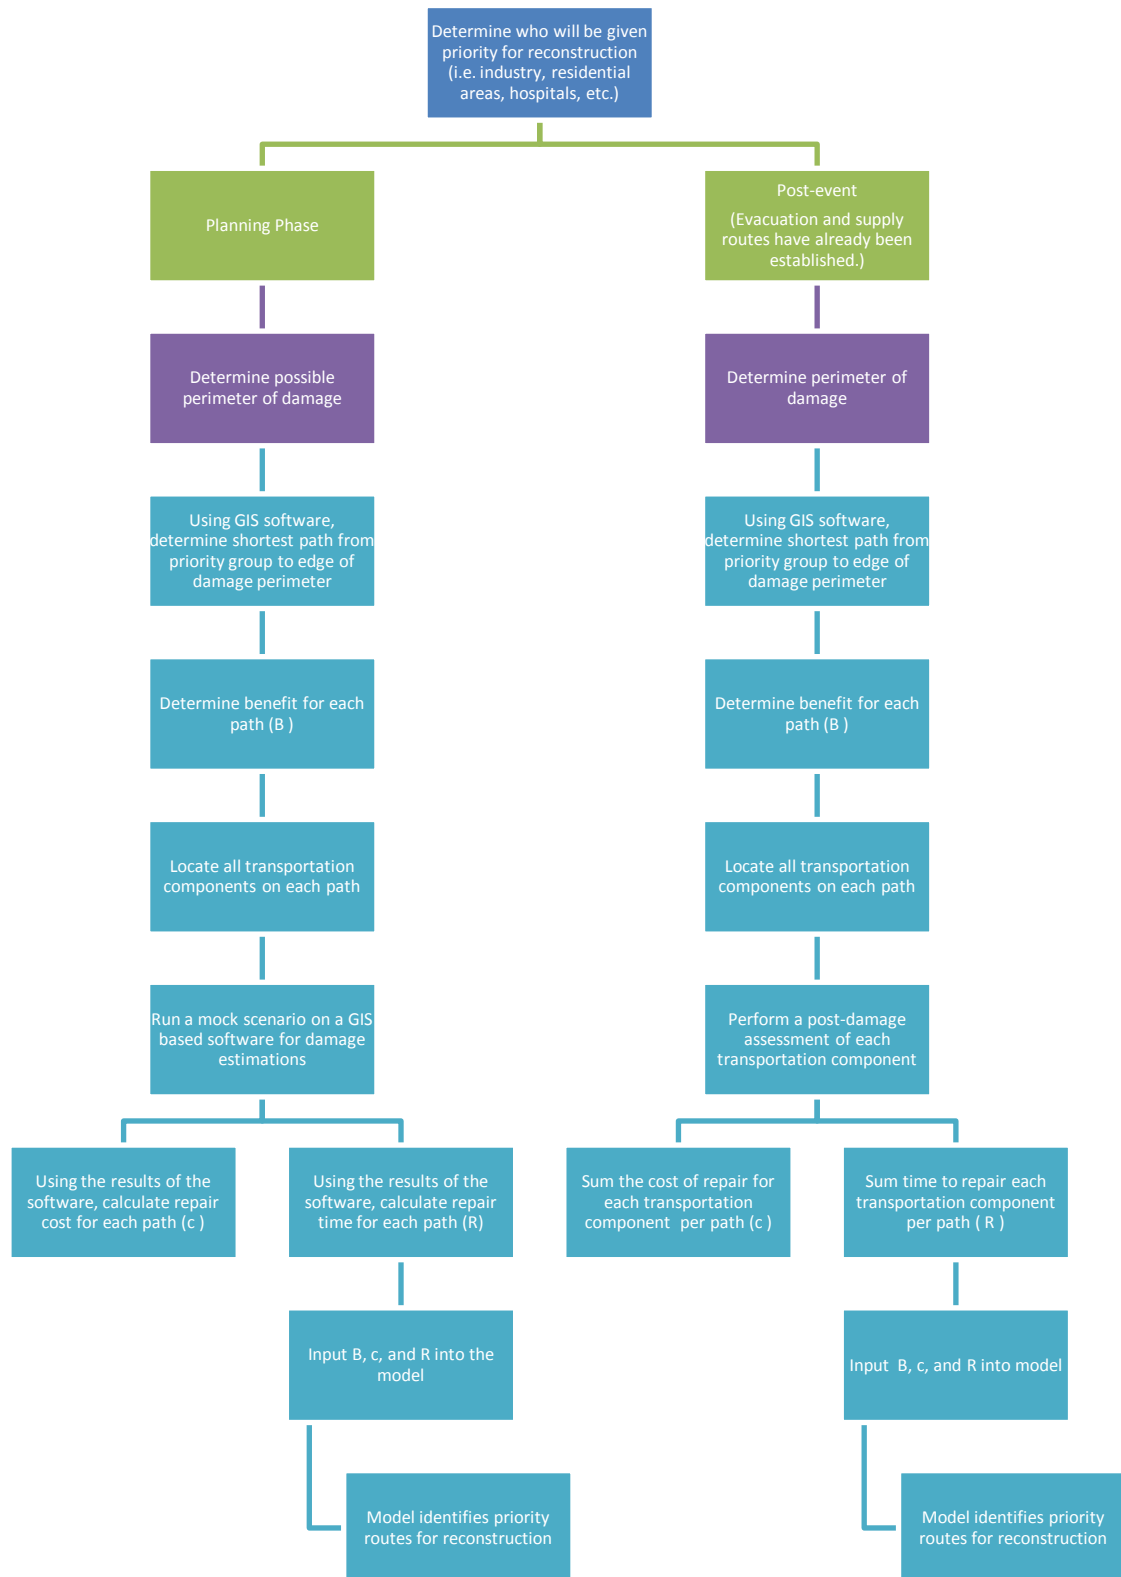 Determine who will be given
priority for reconstruction
(i.e. industry, residential
areas, hospitals, etc.)
Planning Phase
Post-event
(Evacuation and supply
routes have already been
established.)
Determine possible
perimeter of damage
Determine perimeter of
damage
Using GIS software,
determine shortest path from
priority group to edge of
damage perimeter
Using GIS software,
determine shortest path from
priority group to edge of
damage perimeter
Determine benefit for each
path (B )
Determine benefit for each
path (B )
Locate all transportation
components on each path
Locate all transportation
components on each path
Run a mock scenario on a GIS
based software for damage
estimations
Perform a post-damage
assessment of each
transportation component
Using the results of the
software, calculate repair
cost for each path (c )
Using the results of the
software, calculate repair
time for each path (R)
Sum the cost of repair for
each transportation
component  per path (c )
Sum time to repair each
transportation component
per path ( R )
Input B, c, and R into the
model
Input  B, c, and R into model
Model identifies priority
routes for reconstruction
Model identifies priority
routes for reconstruction